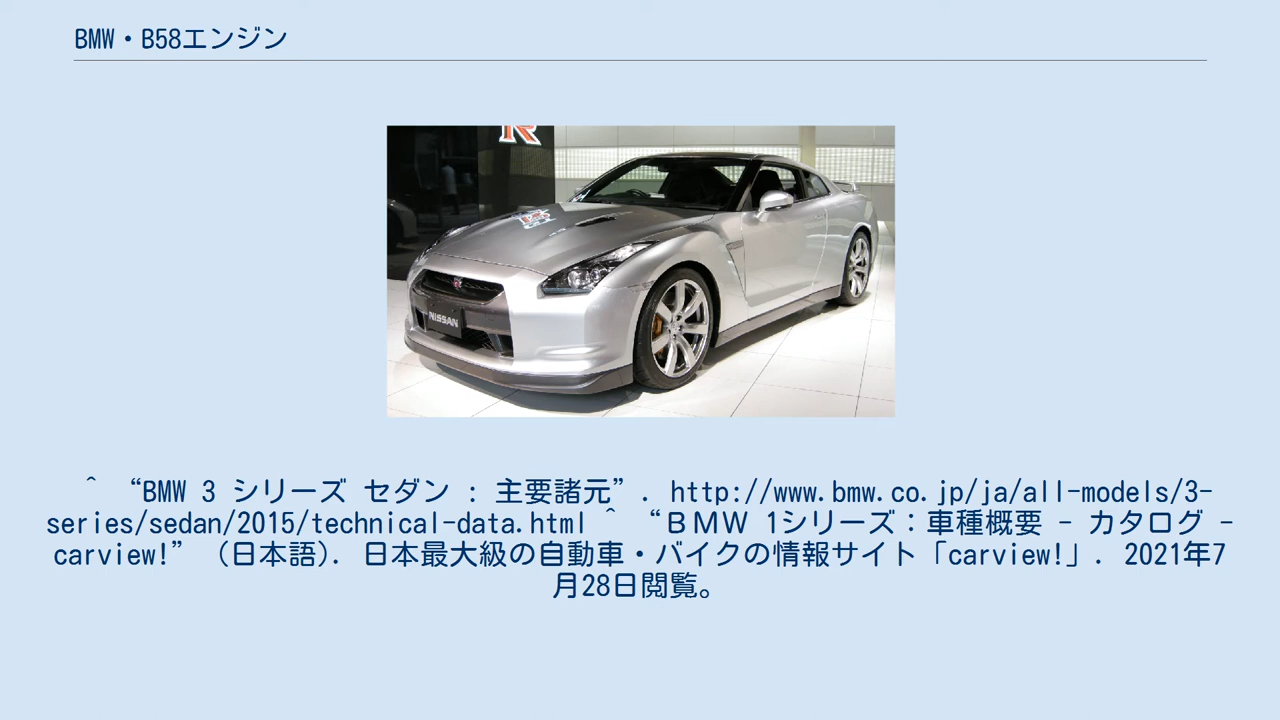 BMW・B58エンジン
R
NISSAN
^ “BMW 3 シリーズ セダン : 主要諸元”. http://www.bmw.co.jp/ja/all-models/3-
series/sedan/2015/technical-data.html ^ “ＢＭＷ 1シリーズ：車種概要 - カタログ -
carview!” (日本語). 日本最大級の自動車・バイクの情報サイト「carview!」. 2021年7
月28日閲覧。